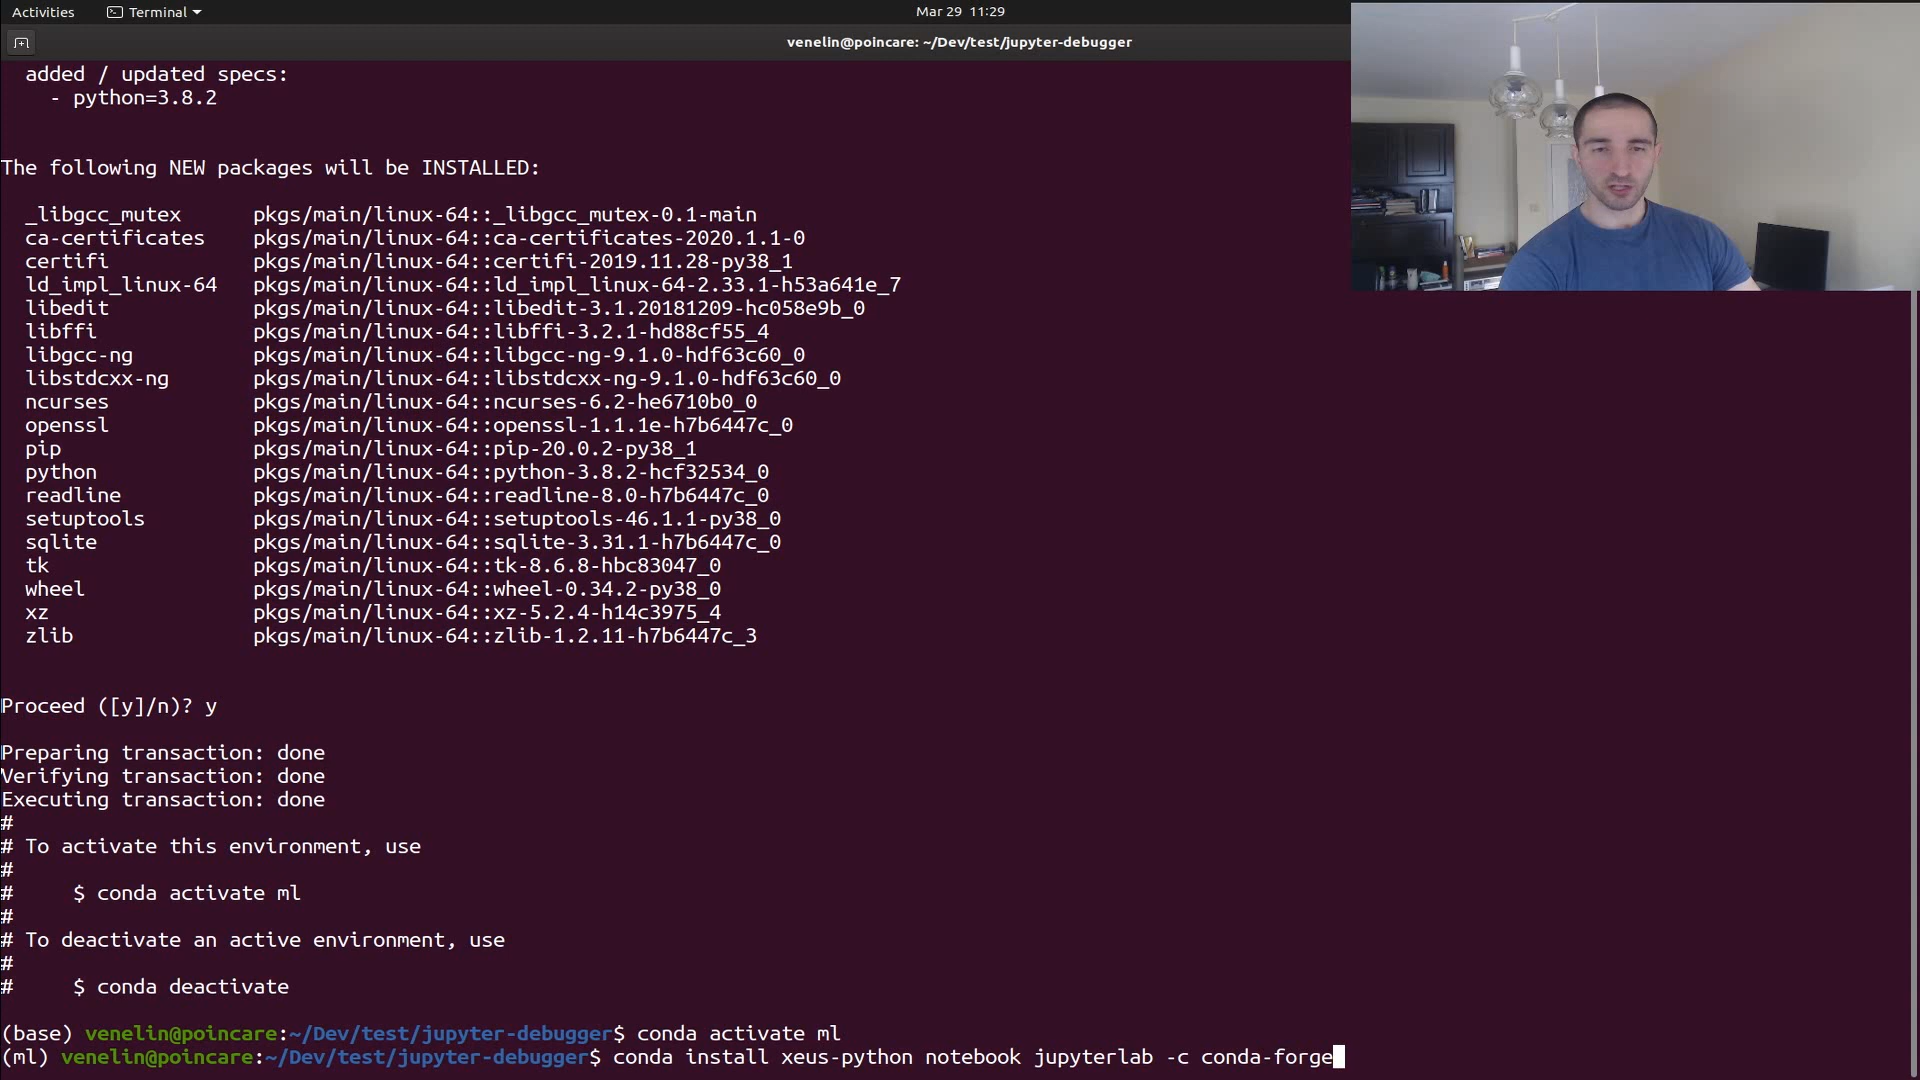 Activities Terminal Mar 29 11:29
venelin@poincare: ~/Dev/test/jupyter-debugger
added / updated specs:
- python=3.8.2
The following NEW packages will be INSTALLED:
_libgcc_mutex pkgs/main/linux-64::_libgcc_mutex-0.1-main
ca-certificates pkgs/main/linux-64::ca-certificates-2020.1.1-0
certifi pkgs/main/linux-64::certifi-2019.11.28-py38_1
ld_impl_linux-64 pkgs/main/linux-64::ld_impl_linux-64-2.33.1-h53a641e_7
libedit pkgs/main/linux-64::libedit-3.1.20181209-hc058e9b_0
libffi pkgs/main/linux-64::libffi-3.2.1-hd88cf55_4
libgcc-ng pkgs/main/linux-64::libgcc-ng-9.1.0-hdf63c60_0
libstdcxx-ng pkgs/main/linux-64::libstdcxx-ng-9.1.0-hdf63c60_0
ncurses pkgs/main/linux-64::ncurses-6.2-he6710b0_0
openssl pkgs/main/linux-64::openssl-1.1.1e-h7b6447c_0
pip pkgs/main/linux-64::pip-20.0.2-py38_1
python pkgs/main/linux-64::python-3.8.2-hcf32534_0
readline pkgs/main/linux-64::readline-8.0-h7b6447c_0
setuptools pkgs/main/linux-64::setuptools-46.1.1-py38_0
sqlite pkgs/main/linux-64::sqlite-3.31.1-h7b6447c_0
tk pkgs/main/linux-64::tk-8.6.8-hbc83047_0
wheel pkgs/main/linux-64::wheel-0.34.2-py38_0
xz pkgs/main/linux-64::xz-5.2.4-h14c3975_4
zlib pkgs/main/linux-64::zlib-1.2.11-h7b6447c_3
Proceed ([y]/n)? y
Preparing transaction: done
Verifying transaction: done
Executing transaction: done
#
# To activate this environment, use
#
# $ conda activate ml
#
# To deactivate an active environment, use
#
# $ conda deactivate
(base) venelin@poincare:~/Dev/test/jupyter-debugger$ conda activate ml
(ml) venelin@poincare:~/Dev/test/jupyter-debugger$ conda install xeus-python notebook jupyterlab -c conda-forge